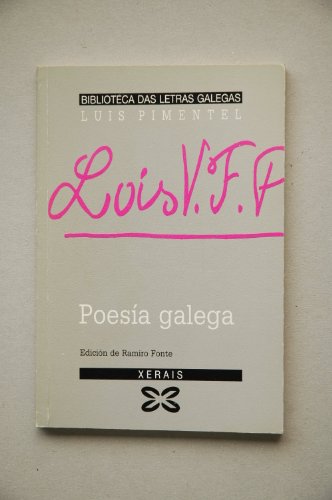 BIBLIOTECA DAS LETRAS GALEGAS
LUIS PIMENTEL
Lois V. F. P
Poesía galega
Edición de Ramiro Fonte
XERAIS